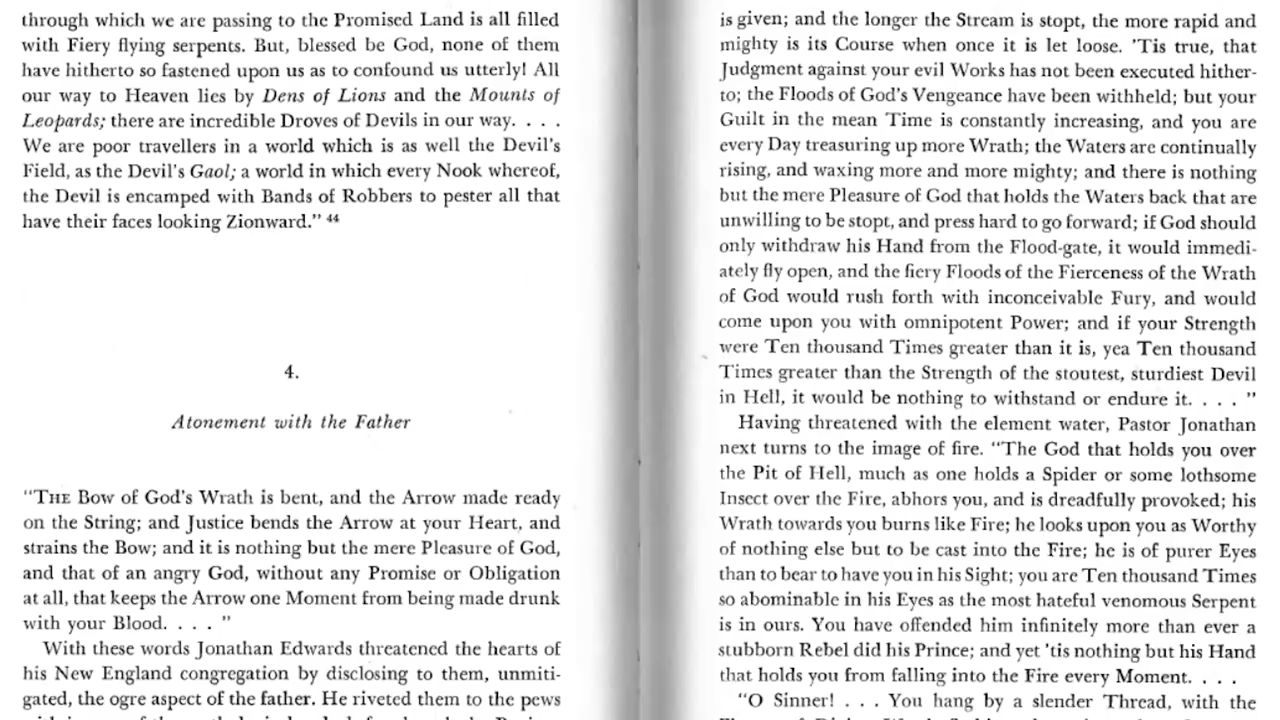 through which we are passing to the Promised Land is all filled
with Fiery flying serpents. But, blessed be God, none of them
have hitherto so fastened upon us as to confound us utterly! All
our way to Heaven lies by Dens of Lions and the Mounts of
Leopards; there are incredible Droves of Devils in our way. . . .
We are poor travellers in a world which is as well the Devil's
Field, as the Devil's Gaol; a world in which every Nook whereof,
the Devil is encamped with Bands of Robbers to pester all that
have their faces looking Zionward." 44
4.
Atonement with the Father
"THE Bow of God's Wrath is bent, and the Arrow made ready
on the String; and Justice bends the Arrow at your Heart, and
strains the Bow; and it is nothing but the mere Pleasure of God,
and that of an angry God, without any Promise or Obligation
at all, that keeps the Arrow one Moment from being made drunk
with your Blood. . . . "
With these words Jonathan Edwards threatened the hearts of
his New England congregation by disclosing to them, unmiti-
gated, the ogre aspect of the father. He riveted them to the pews
is given; and the longer the Stream is stopt, the more rapid and
mighty is its Course when once it is let loose. 'Tis true, that
Judgment against your evil Works has not been executed hither-
to; the Floods of God's Vengeance have been withheld; but your
Guilt in the mean Time is constantly increasing, and you are
every Day treasuring up more Wrath; the Waters are continually
rising, and waxing more and more mighty; and there is nothing
but the mere Pleasure of God that holds the Waters back that are
unwilling to be stopt, and press hard to go forward; if God should
only withdraw his Hand from the Flood-gate, it would immedi-
ately fly open, and the fiery Floods of the Fierceness of the Wrath
of God would rush forth with inconceivable Fury, and would
come upon you with omnipotent Power; and if your Strength
were Ten thousand Times greater than it is, yea Ten thousand
Times greater than the Strength of the stoutest, sturdiest Devil
in Hell, it would be nothing to withstand or endure it. . . . "
Having threatened with the element water, Pastor Jonathan
next turns to the image of fire. "The God that holds you over
the Pit of Hell, much as one holds a Spider or some lothsome
Insect over the Fire, abhors you, and is dreadfully provoked; his
Wrath towards you burns like Fire; he looks upon you as Worthy
of nothing else but to be cast into the Fire; he is of purer Eyes
than to bear to have you in his Sight; you are Ten thousand Times
so abominable in his Eyes as the most hateful venomous Serpent
is in ours. You have offended him infinitely more than ever a
stubborn Rebel did his Prince; and yet 'tis nothing but his Hand
that holds you from falling into the Fire every Moment. . . .
"O Sinner! . . . You hang by a slender Thread, with the